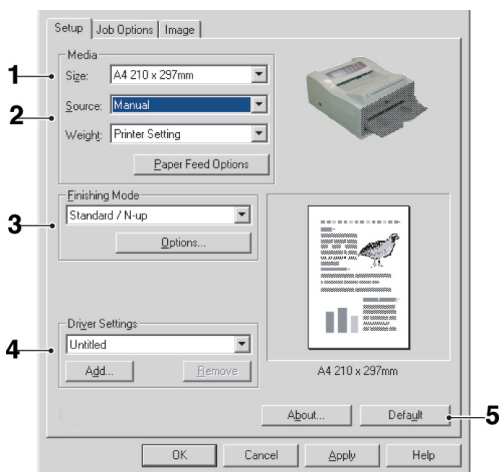 Setup Job Options Image
Media
1 Size: A4 210 x 297mm
2 Source: Manual
Weight: Printer Setting
Paper Feed Options
Finishing Mode
3 Standard / N-up
Options...
Driver Settings
4 Untitled
Add... Remove
A4 210 x 297mm
About... Default 5
OK Cancel Apply Help